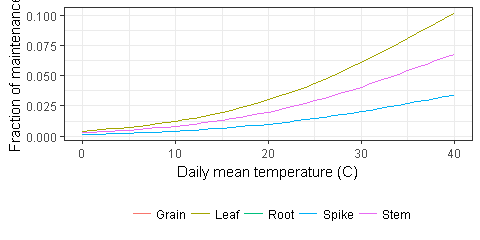 Fraction of maintenance
0.100
0.075
0.050
0.025
0.000
0 10 20 30 40
Daily mean temperature (C)
Grain Leaf Root Spike Stem